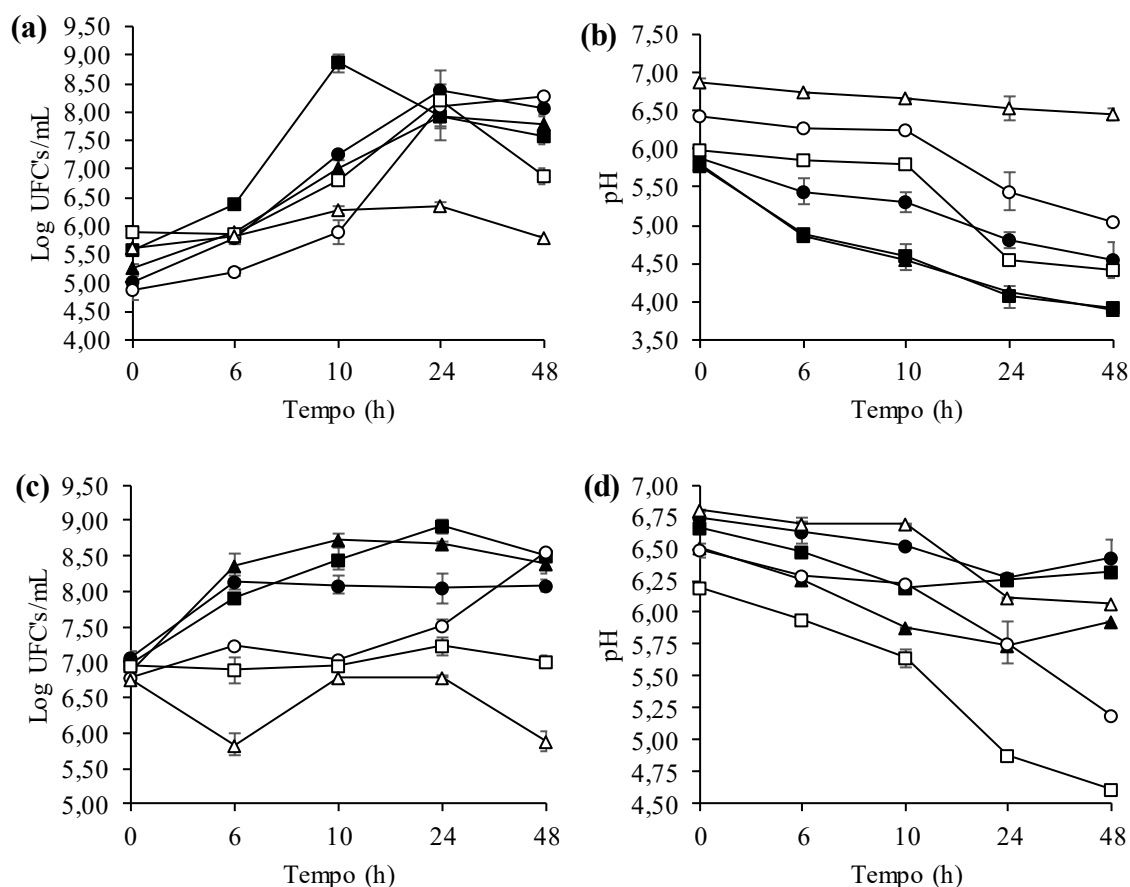 (a)
Log UFC's/mL
9,50
9,00
8,50
8,00
7,50
7,00
6,50
6,00
5,50
5,00
4,50
4,00
0 6 10 24 48
Tempo (h)
(b)
pH
7,50
7,00
6,50
6,00
5,50
5,00
4,50
4,00
3,50
0 6 10 24 48
Tempo (h)
(c)
Log UFC's/mL
9,50
9,00
8,50
8,00
7,50
7,00
6,50
6,00
5,50
5,00
0 6 10 24 48
Tempo (h)
(d)
pH
7,00
6,75
6,50
6,25
6,00
5,75
5,50
5,25
5,00
4,75
4,50
0 6 10 24 48
Tempo (h)